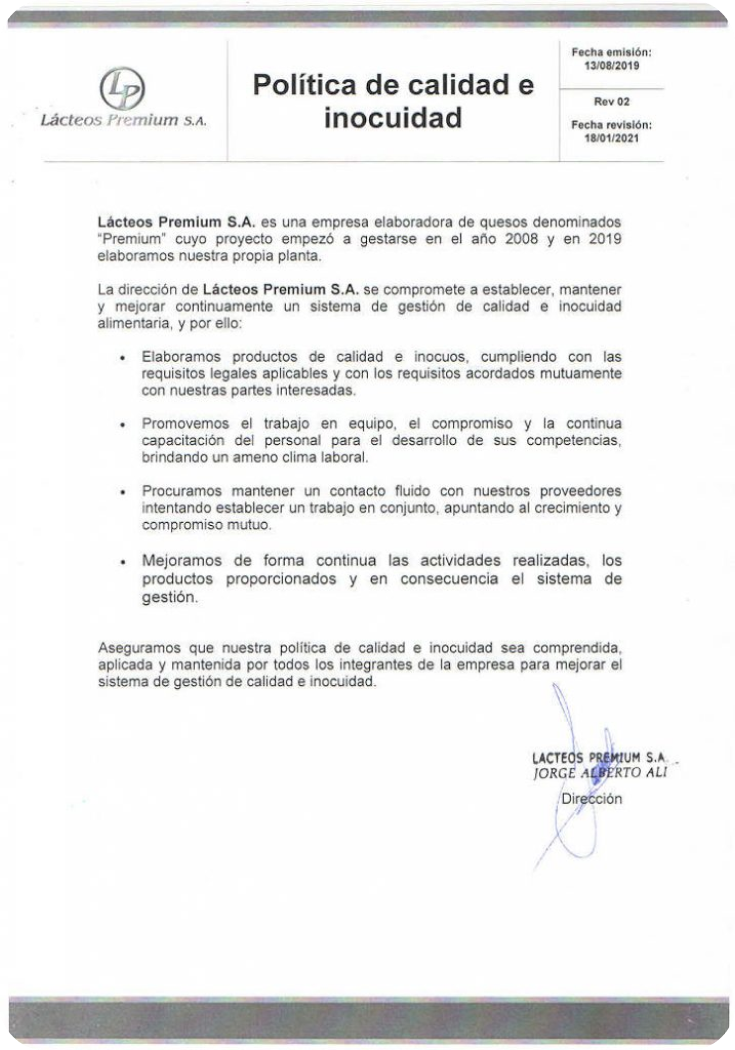 LP
Lácteos Premium S.A.
Política de calidad e
inocuidad
Fecha emisión:
13/08/2019
Rev 02
Fecha revisión:
18/01/2021
Lácteos Premium S.A. es una empresa elaboradora de quesos denominados
“Premium” cuyo proyecto empezó a gestarse en el año 2008 y en 2019
elaboramos nuestra propia planta.
La dirección de Lácteos Premium S.A. se compromete a establecer, mantener
y mejorar continuamente un sistema de gestión de calidad e inocuidad
alimentaria, y por ello:
• Elaboramos productos de calidad e inocuos, cumpliendo con las
requisitos legales aplicables y con los requisitos acordados mutuamente
con nuestras partes interesadas.
• Promovemos el trabajo en equipo, el compromiso y la continua
capacitación del personal para el desarrollo de sus competencias,
brindando un ameno clima laboral.
• Procuramos mantener un contacto fluido con nuestros proveedores
intentando establecer un trabajo en conjunto, apuntando al crecimiento y
compromiso mutuo.
• Mejoramos de forma continua las actividades realizadas, los
productos proporcionados y en consecuencia el sistema de
gestión.
Aseguramos que nuestra política de calidad e inocuidad sea comprendida,
aplicada y mantenida por todos los integrantes de la empresa para mejorar el
sistema de gestión de calidad e inocuidad.
LACTEOS PREMIUM S.A.
JORGE ALBERTO ALI
Dirección